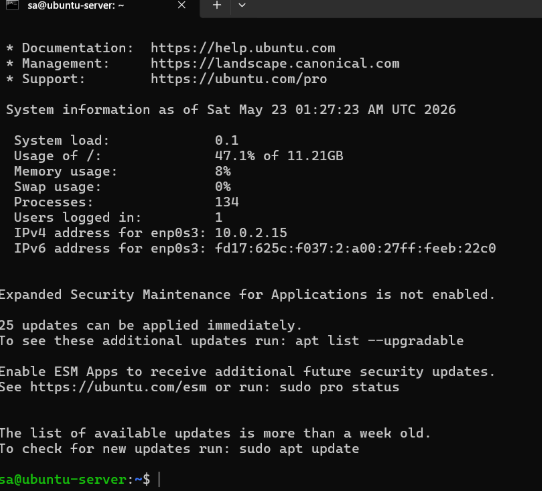 sa@ubuntu-server: ~
* Documentation:  https://help.ubuntu.com
* Management:     https://landscape.canonical.com
* Support:        https://ubuntu.com/pro
System information as of Sat May 23 01:27:23 AM UTC 2026
System load:             0.1
Usage of /:              47.1% of 11.21GB
Memory usage:            8%
Swap usage:              0%
Processes:               134
Users logged in:         1
IPv4 address for enp0s3: 10.0.2.15
IPv6 address for enp0s3: fd17:625c:f037:2:a00:27ff:feeb:22c0
Expanded Security Maintenance for Applications is not enabled.
25 updates can be applied immediately.
To see these additional updates run: apt list --upgradable
Enable ESM Apps to receive additional future security updates.
See https://ubuntu.com/esm or run: sudo pro status
The list of available updates is more than a week old.
To check for new updates run: sudo apt update
sa@ubuntu-server:~$